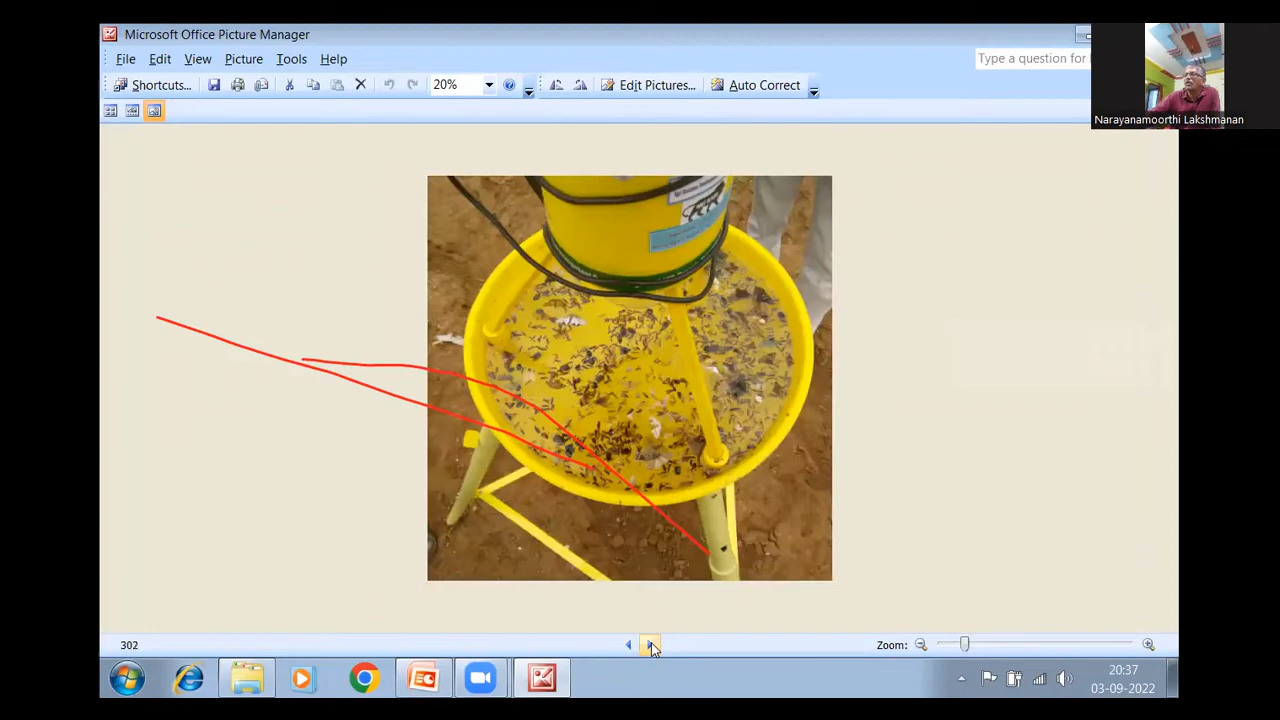 Microsoft Office Picture Manager
File Edit View Picture Tools Help
Type a question for
Shortcuts... 20% Edit Pictures... Auto Correct
Narayanamoorthi Lakshmanan
302
Zoom:
20:37
03-09-2022